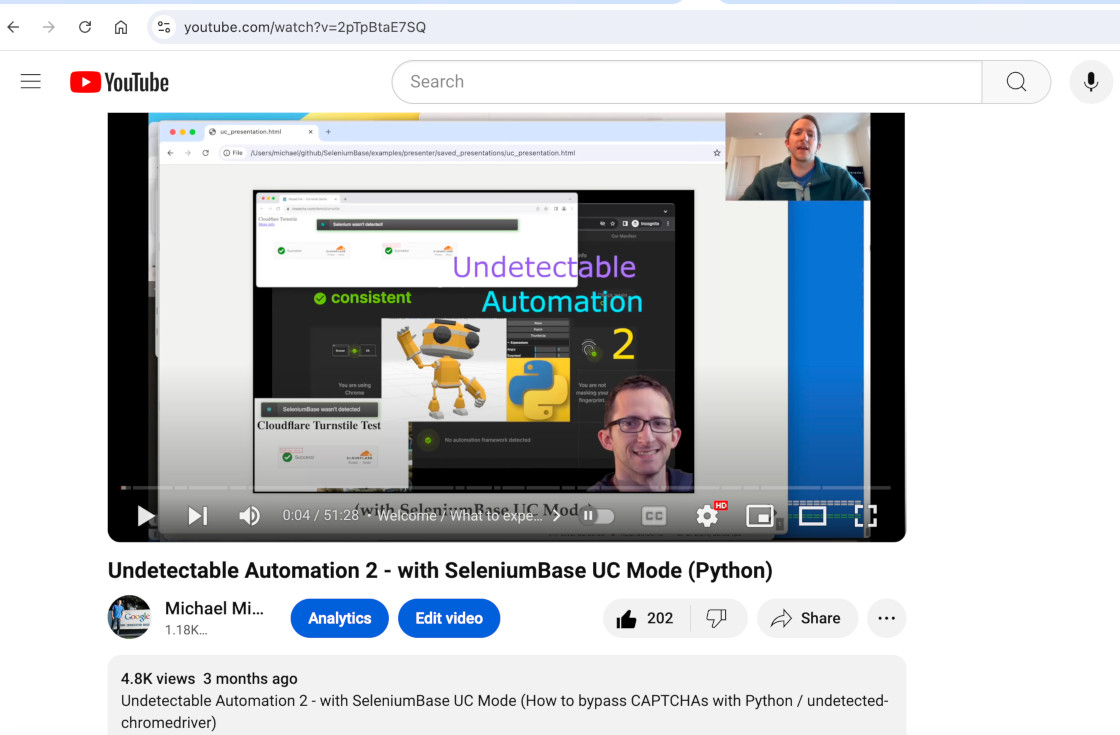 youtube.com/watch?v=2pTpBtaE7SQ
YouTube
Search
uc_presentation.html
File /Users/michael/github/SeleniumBase/examples/presenter/saved_presentations/uc_presentation.html
Cloudflare Turnstile
Selenium wasn't detected
Incognito
Undetectable
consistent
Automation
2
You are using
Chrome
You are not
masking your
fingerprint.
SeleniumBase wasn't detected
Cloudflare Turnstile Test
Success!
No automation framework detected
(with SeleniumBase UC Mode)
0:04 / 51:28 • Welcome / What to expe...
CC
HD
Undetectable Automation 2 - with SeleniumBase UC Mode (Python)
Google
Michael Mi...
1.18K...
Analytics
Edit video
202
Share
4.8K views 3 months ago
Undetectable Automation 2 - with SeleniumBase UC Mode (How to bypass CAPTCHAs with Python / undetected-
chromedriver)